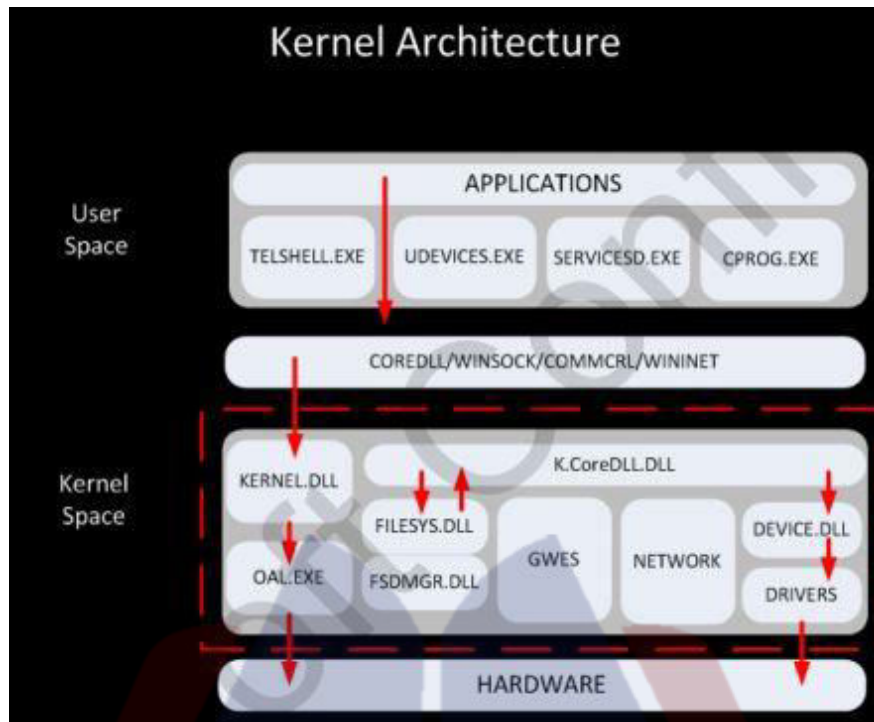 Kernel Architecture
User
Space
APPLICATIONS
TELSHELL.EXE
UDEVICES.EXE
SERVICESD.EXE
CPROG.EXE
COREDLL/WINSOCK/COMMCRL/WININET
Kernel
Space
KERNEL.DLL
K.CoreDLL.DLL
FILESYS.DLL
GWES
NETWORK
DEVICE.DLL
OAL.EXE
FSDMGR.DLL
DRIVERS
HARDWARE